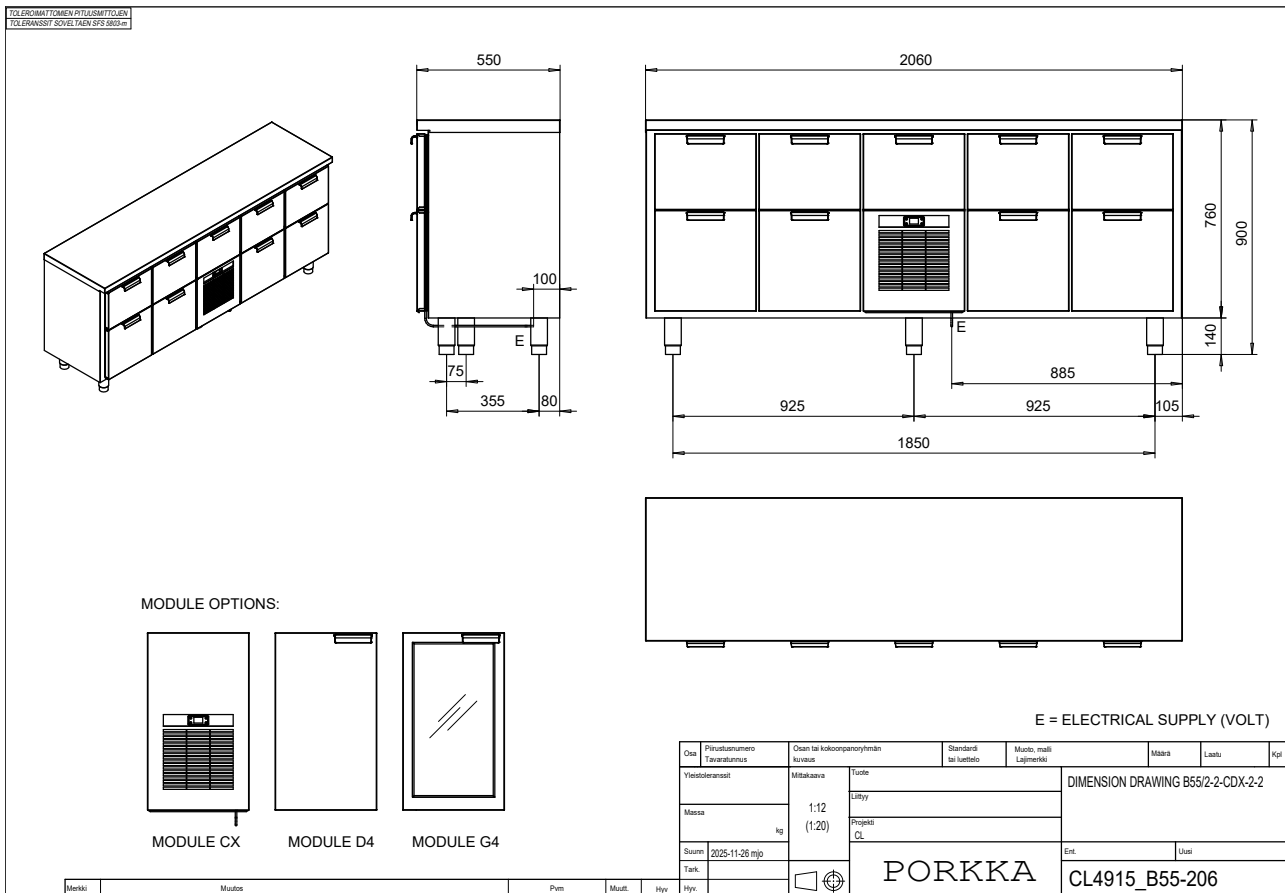 TOLEROIMATTOMIEN PITUUSMITTOJEN
TOLERANSSIT SOVELTAEN SFS 5803-m
550
2060
100
E
75
355
80
760
900
140
E
885
925
925
105
1850
MODULE OPTIONS:
MODULE CX
MODULE D4
MODULE G4
E = ELECTRICAL SUPPLY (VOLT)
Osa
Piirustusnumero
Tavaratunnus
Osan tai kokoonpanoryhmän
kuvaus
Standardi
tai luettelo
Muoto, malli
Lajimerkki
Määrä
Laatu
Kpl
Yleistoleranssit
Mittakaava
Tuote
DIMENSION DRAWING B55/2-2-CDX-2-2
Liittyy
Massa
kg
1:12
(1:20)
Projekti
CL
Suunn
2025-11-26 mjo
PORKKA
Ent.
Uusi
Tark.
CL4915_B55-206
Merkki
Muutos
Pvm
Muutt.
Hyv
Hyv.